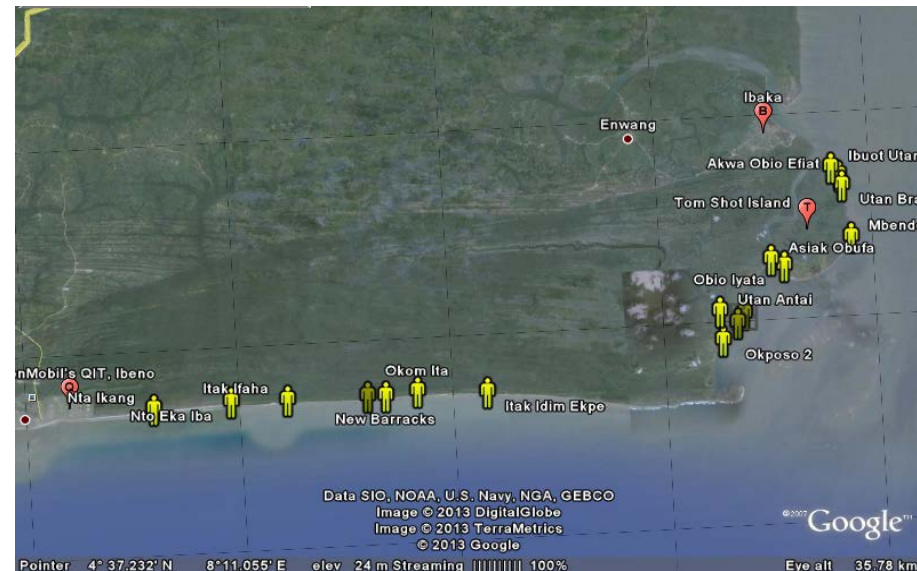 Ibaka
B
Enwang
Akwa Obio Efiat
Ibuot Utan
Utan Bra
Tom Shot Island
T
Mbend
Asiak Obufa
Obio Iyata
Utan Antai
Okposo 2
onMobil's QIT, Ibeno
Q
Nta Ikang
Itak Ifaha
Okom Ita
Nto Eka Iba
New Barracks
Itak Idim Ekpe
Data SIO, NOAA, U.S. Navy, NGA, GEBCO
Image © 2013 DigitalGlobe
Image © 2013 TerraMetrics
© 2013 Google
©2007 Google™
Pointer 4° 37.232' N 8°11.055' E elev 24 m Streaming |||||||||| 100% Eye alt 35.78 km